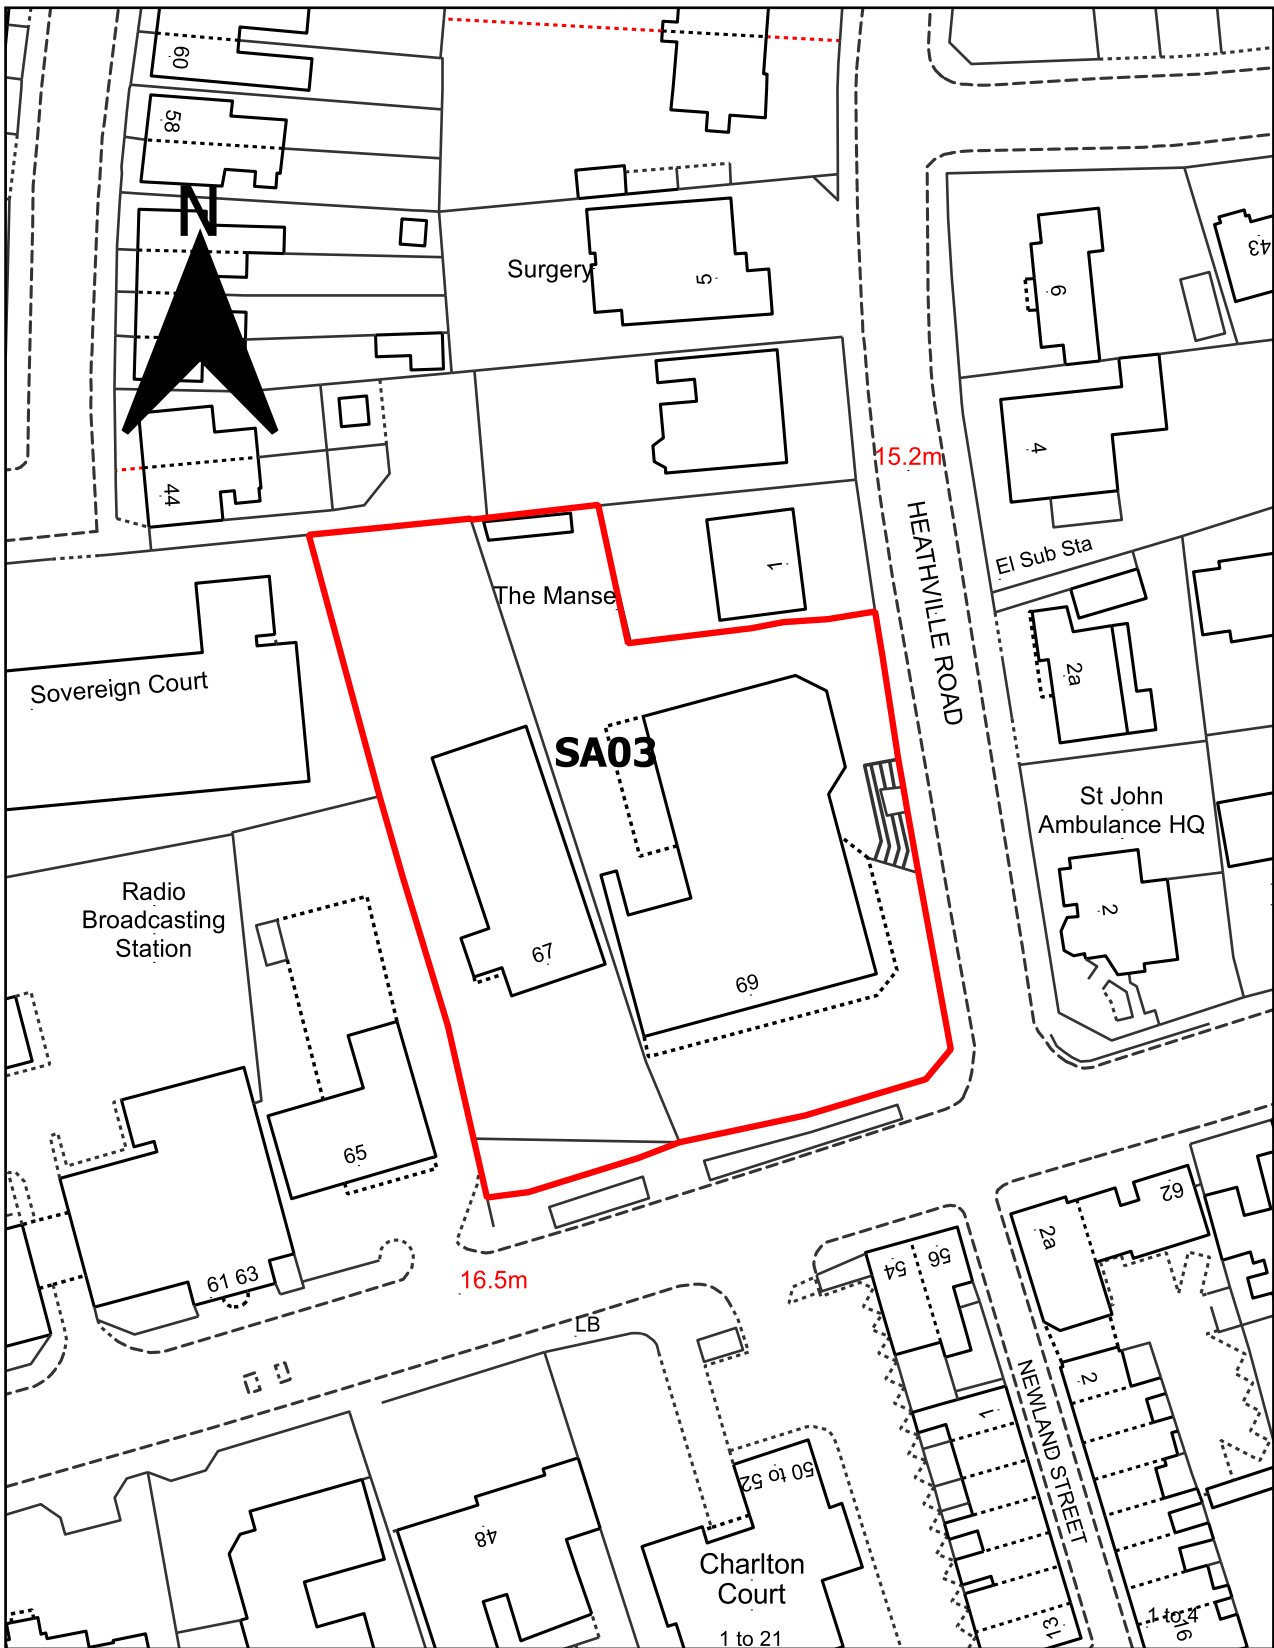 60
58
N
Surgery
5
6
43
4
44
15.2m
HEATHVILLE ROAD
El Sub Sta
The Manse
1
Sovereign Court
2a
SA03
St John
Ambulance HQ
Radio
Broadcasting
Station
67
69
2
65
61 63
16.5m
LB
54
56
2a
62
NEWLAND STREET
1
2
48
50 to 52
Charlton
Court
1 to 21
13
1 to 4
16